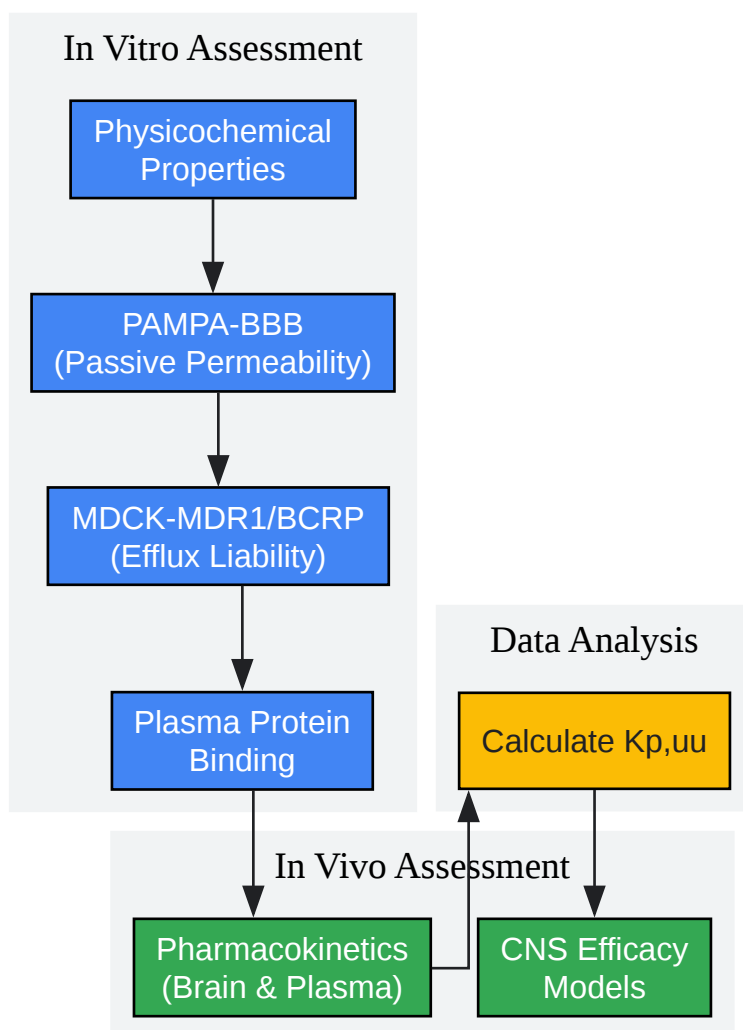 In Vitro Assessment
Physicochemical
Properties
PAMPA-BBB
(Passive Permeability)
MDCK-MDR1/BCRP
(Efflux Liability)
Plasma Protein
Binding
Data Analysis
Calculate Kp,uu
In Vivo Assessment
Pharmacokinetics
(Brain & Plasma)
CNS Efficacy
Models